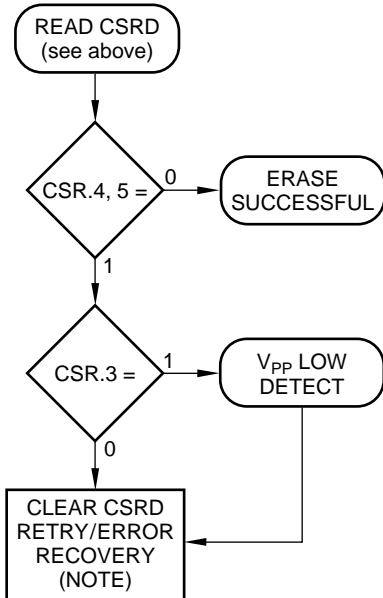 READ CSRD
(see above)
CSR.4, 5 =
0
ERASE
SUCCESSFUL
1
CSR.3 =
1
VPP LOW
DETECT
0
CLEAR CSRD
RETRY/ERROR
RECOVERY
(NOTE)